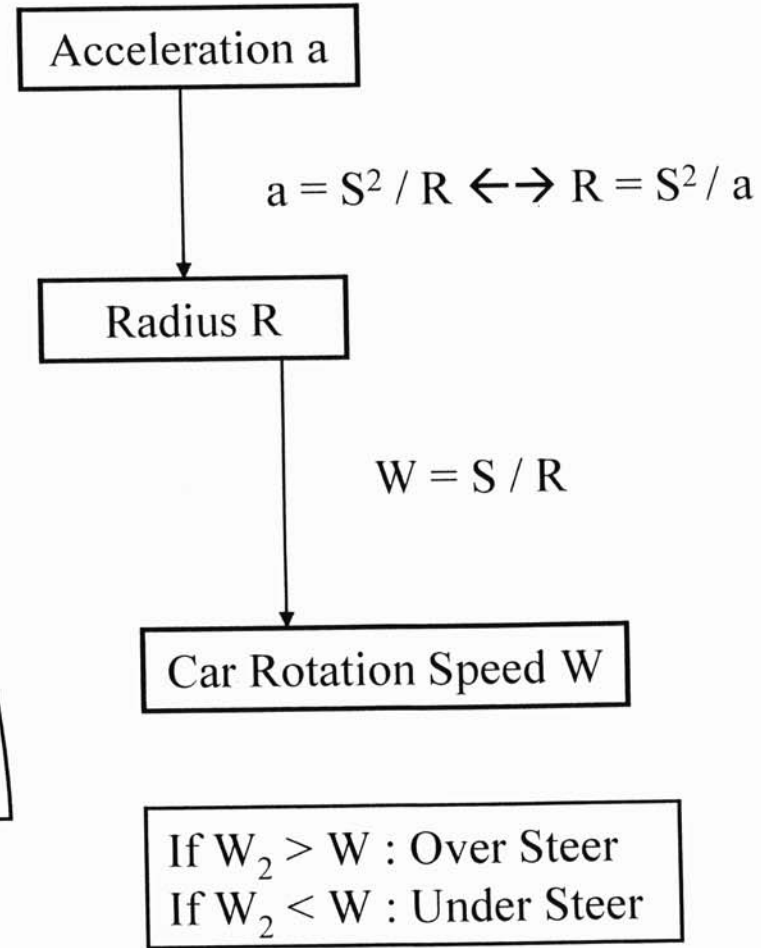 Acceleration a
a = S² / R ←→ R = S² / a
Radius R
W = S / R
Car Rotation Speed W
If W₂ > W : Over Steer
If W₂ < W : Under Steer